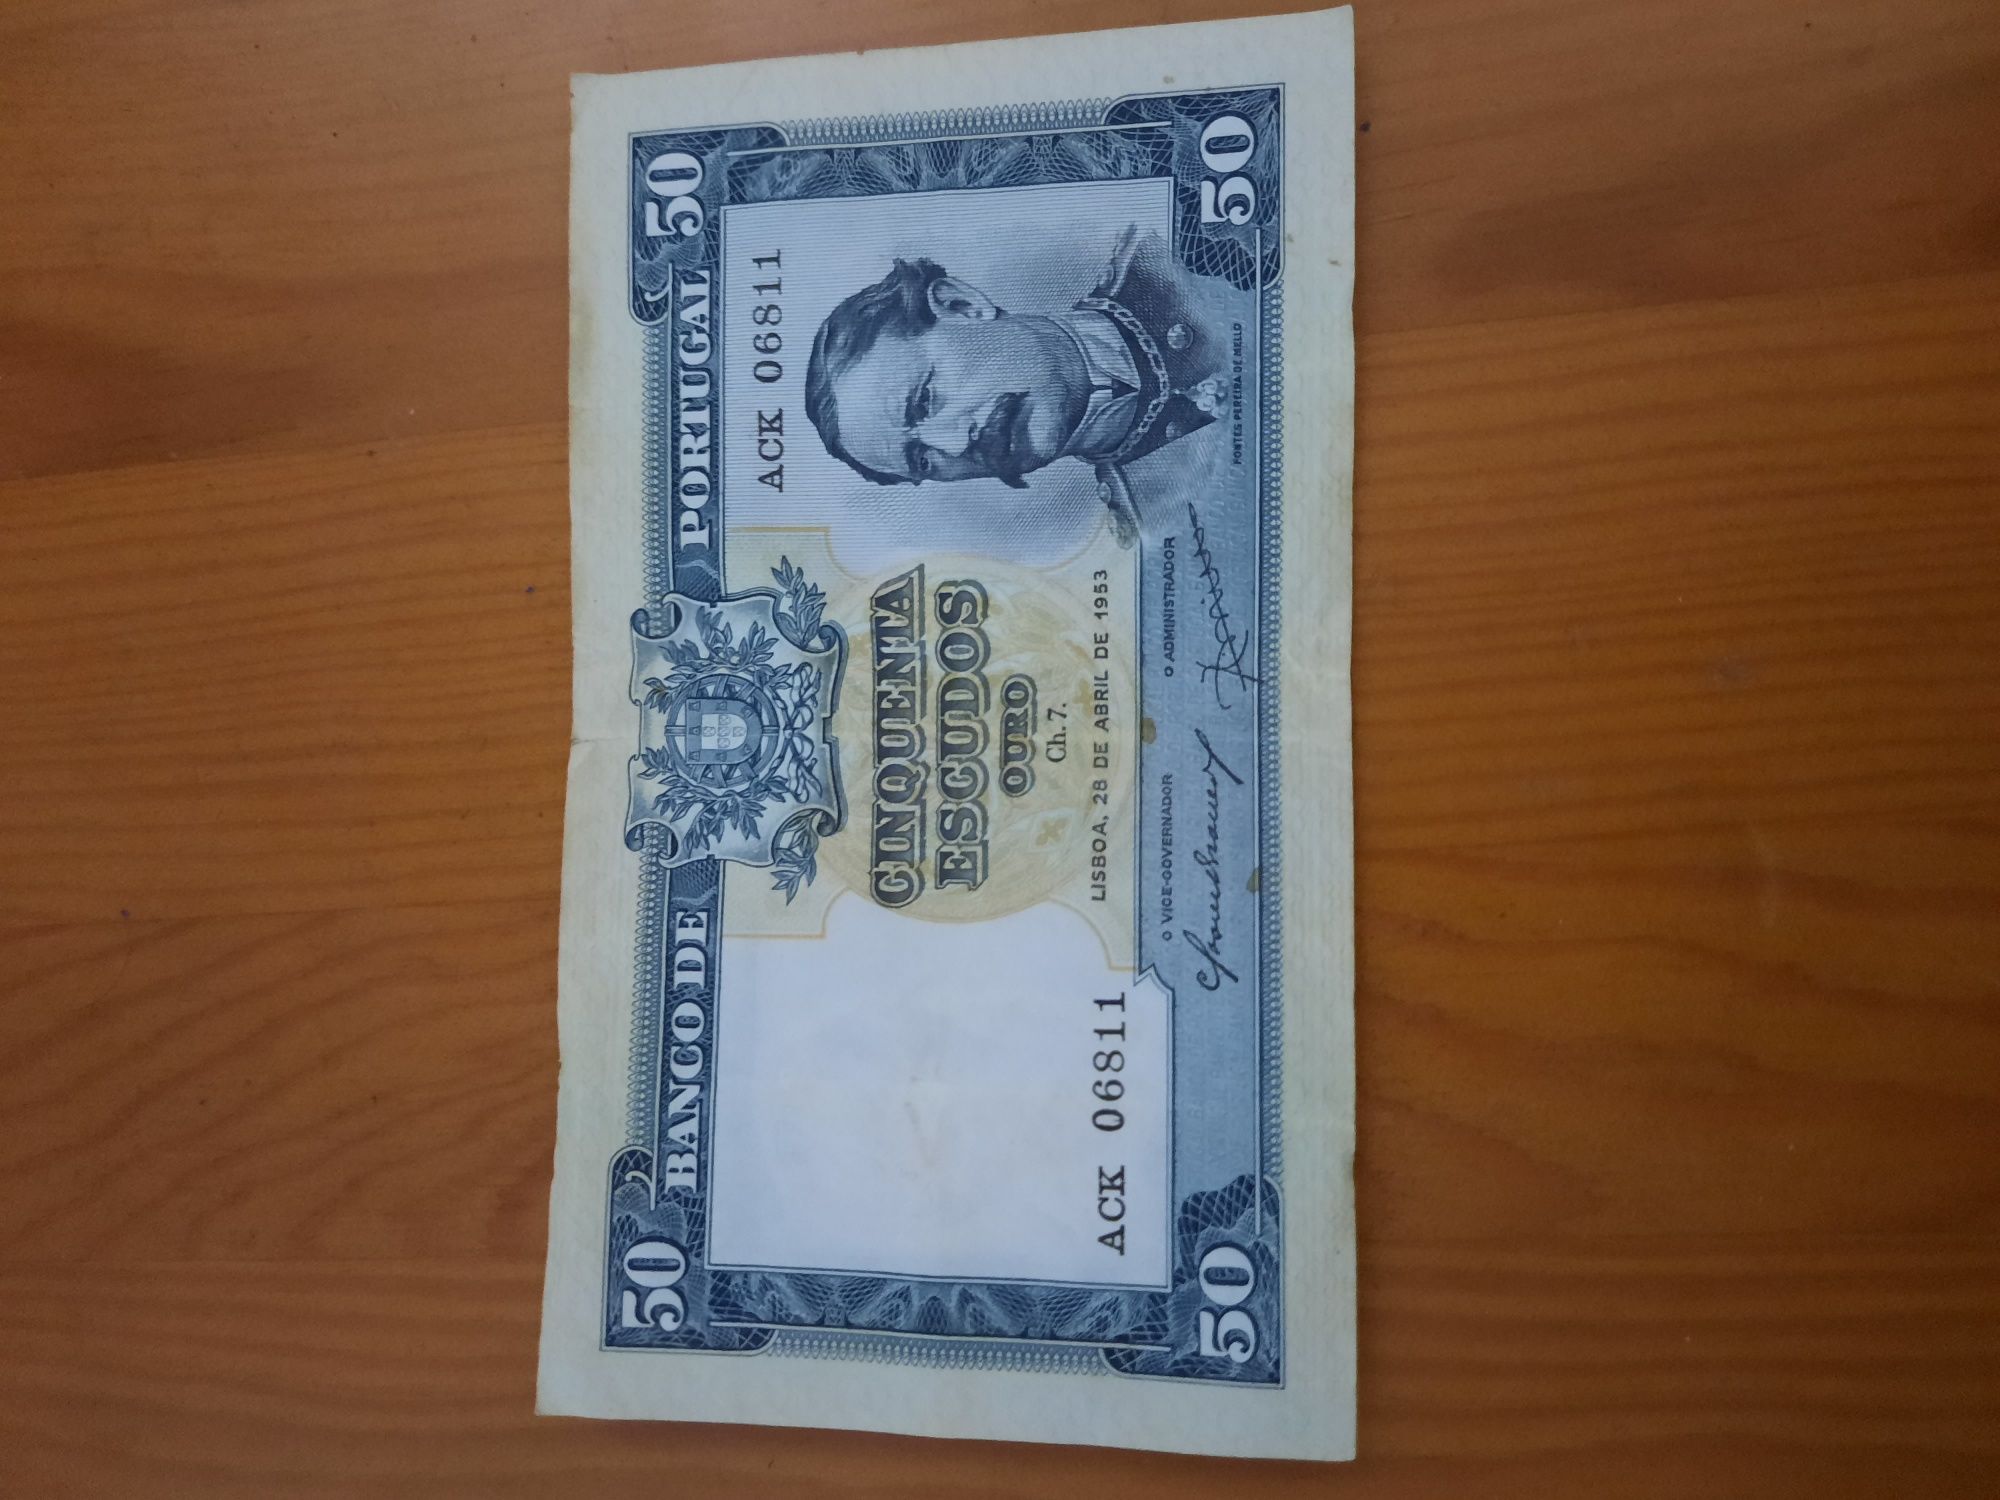 50 BANCO DE PORTUGAL 50
ACK 06811
CINQUENTA
ESCUDOS
OURO
Ch. 7.
LISBOA, 28 DE ABRIL DE 1953
ACK 06811
O VICE-GOVERNADOR O ADMINISTRADOR
PONTES PEREIRA DE MELLO
50 50